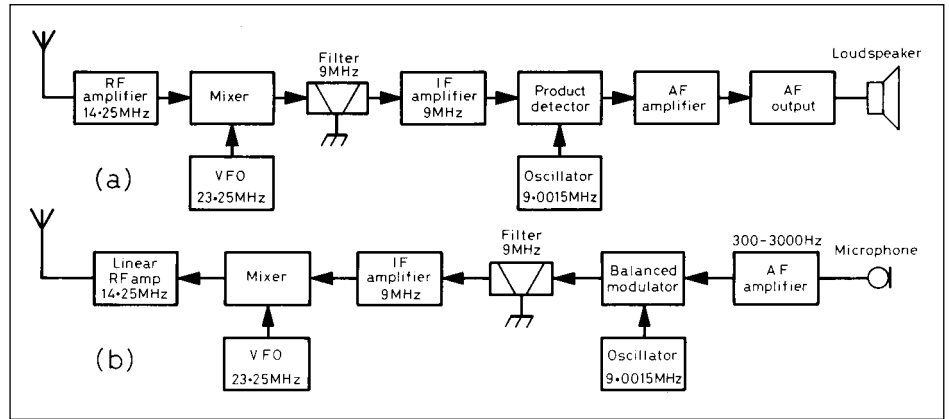 Filter
9MHz
Loudspeaker
RF
amplifier
14·25MHz
Mixer
IF
amplifier
9MHz
Product
detector
AF
amplifier
AF
output
VFO
23·25MHz
Oscillator
9·0015MHz
(a)
Filter
9MHz
300-3000Hz
Microphone
Linear
RF amp
14·25MHz
Mixer
IF
amplifier
9MHz
Balanced
modulator
AF
amplifier
VFO
23·25MHz
Oscillator
9·0015MHz
(b)